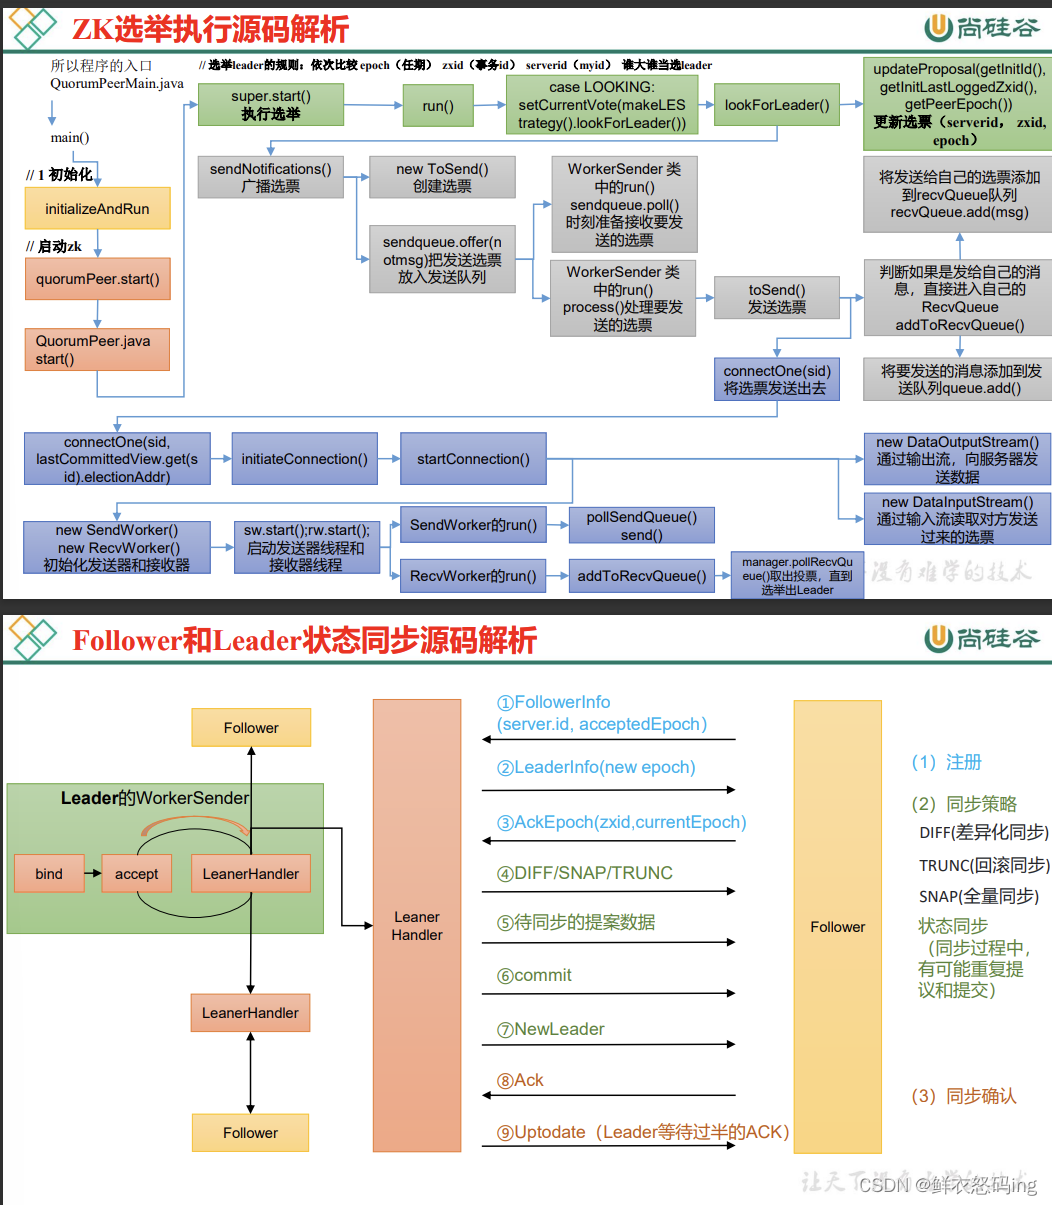 ZK选举执行源码解析
尚硅谷
所以程序的入口
QuorumPeerMain.java
// 选举leader的规则：依次比较 epoch（任期） zxid（事务id） serverid（myid） 谁大谁当选leader
main()
// 1 初始化
initializeAndRun
// 启动zk
quorumPeer.start()
QuorumPeer.java
start()
super.start()
执行选举
run()
case LOOKING:
setCurrentVote(makeLES
trategy().lookForLeader())
lookForLeader()
updateProposal(getInitId(),
getInitLastLoggedZxid(),
getPeerEpoch())
更新选票（serverid， zxid,
epoch）
sendNotifications()
广播选票
new ToSend()
创建选票
sendqueue.offer(n
otmsg)把发送选票
放入发送队列
WorkerSender 类
中的run()
sendqueue.poll()
时刻准备接收要发
送的选票
WorkerSender 类
中的run()
process()处理要发
送的选票
toSend()
发送选票
将发送给自己的选票添加
到recvQueue队列
recvQueue.add(msg)
判断如果是发给自己的消
息，直接进入自己的
RecvQueue
addToRecvQueue()
将要发送的消息添加到发
送队列queue.add()
connectOne(sid)
将选票发送出去
connectOne(sid,
lastCommittedView.get(s
id).electionAddr)
initiateConnection()
startConnection()
new DataOutputStream()
通过输出流，向服务器发
送数据
new DataInputStream()
通过输入流读取对方发送
过来的选票
new SendWorker()
new RecvWorker()
初始化发送器和接收器
sw.start();rw.start();
启动发送器线程和
接收器线程
SendWorker的run()
pollSendQueue()
send()
RecvWorker的run()
addToRecvQueue()
manager.pollRecvQu
eue()取出投票，直到
选举出Leader
没有难学的技术
Follower和Leader状态同步源码解析
尚硅谷
Follower
Leader的WorkerSender
bind
accept
LeanerHandler
LeanerHandler
Follower
Leaner
Handler
①FollowerInfo
(server.id, acceptedEpoch）
②LeaderInfo(new epoch)
③AckEpoch(zxid,currentEpoch)
④DIFF/SNAP/TRUNC
⑤待同步的提案数据
⑥commit
⑦NewLeader
⑧Ack
⑨Uptodate（Leader等待过半的ACK）
Follower
（1）注册
（2）同步策略
DIFF(差异化同步)
TRUNC(回滚同步)
SNAP(全量同步)
状态同步
（同步过程中，
有可能重复提
议和提交）
（3）同步确认
让天下没有难学的技术
CSDN @鲜衣怒码ing